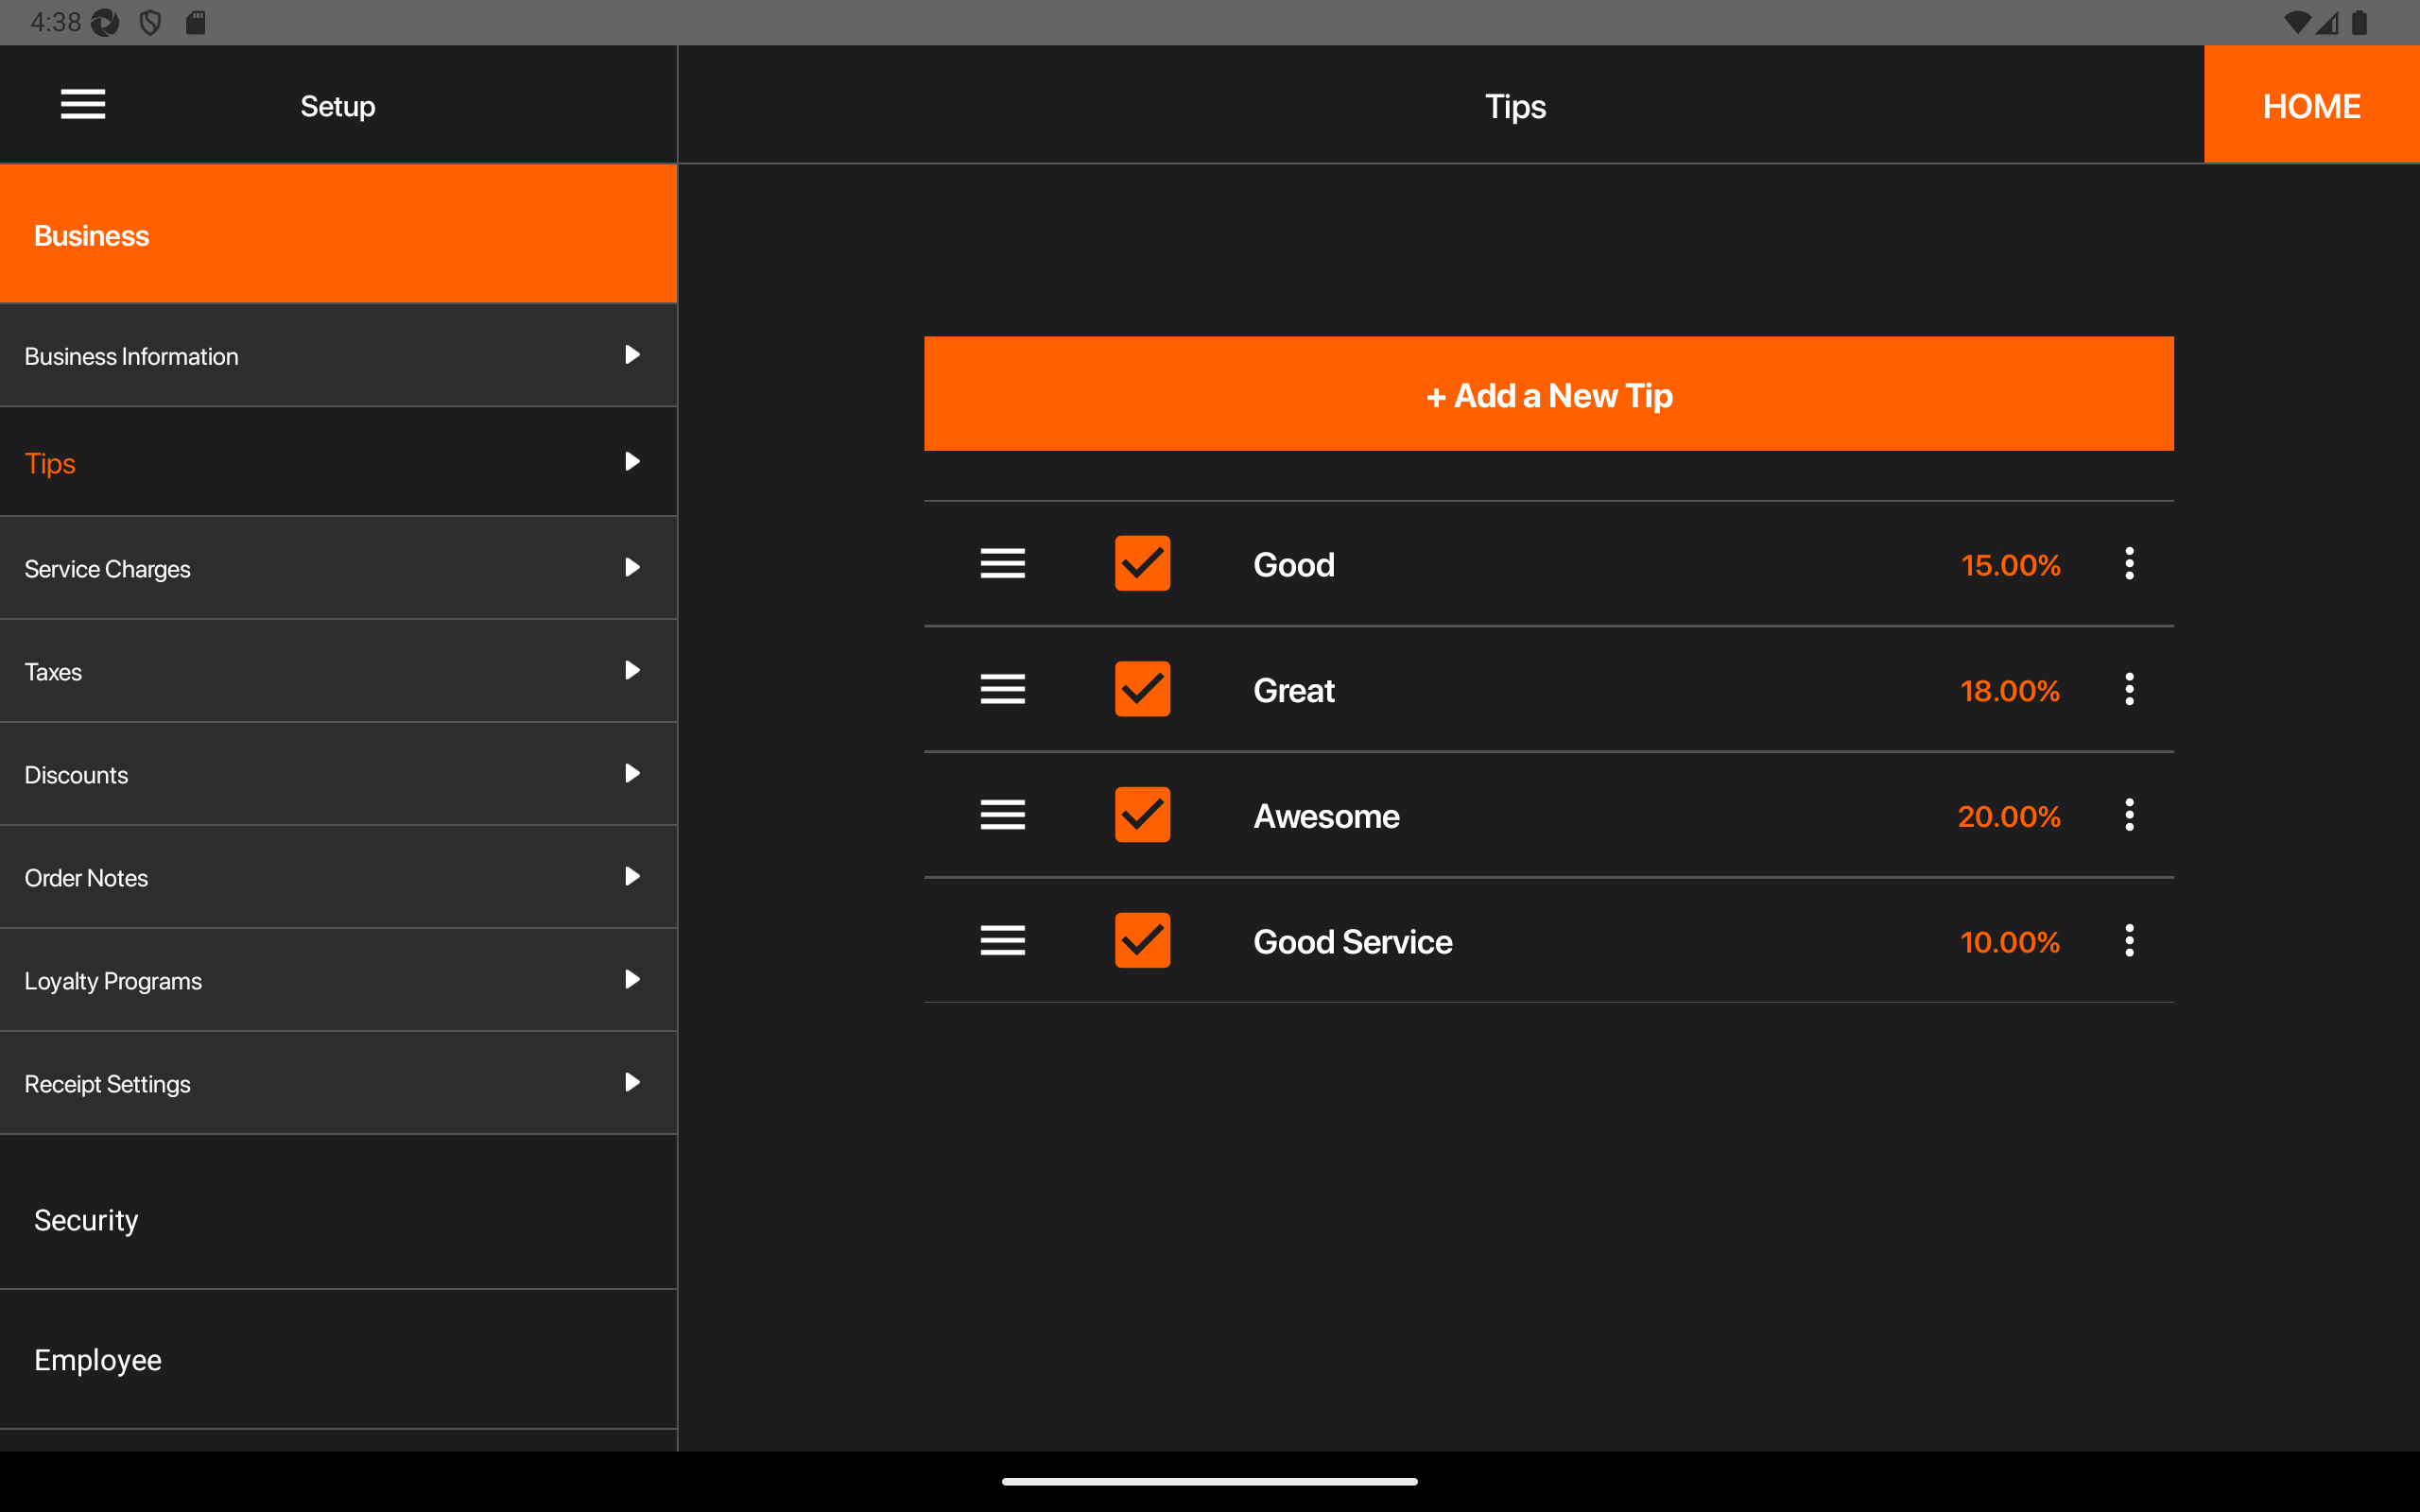 4:38
Setup
Tips
HOME
Business
Business Information
Tips
Service Charges
Taxes
Discounts
Order Notes
Loyalty Programs
Receipt Settings
Security
Employee
+ Add a New Tip
Good 15.00%
Great 18.00%
Awesome 20.00%
Good Service 10.00%